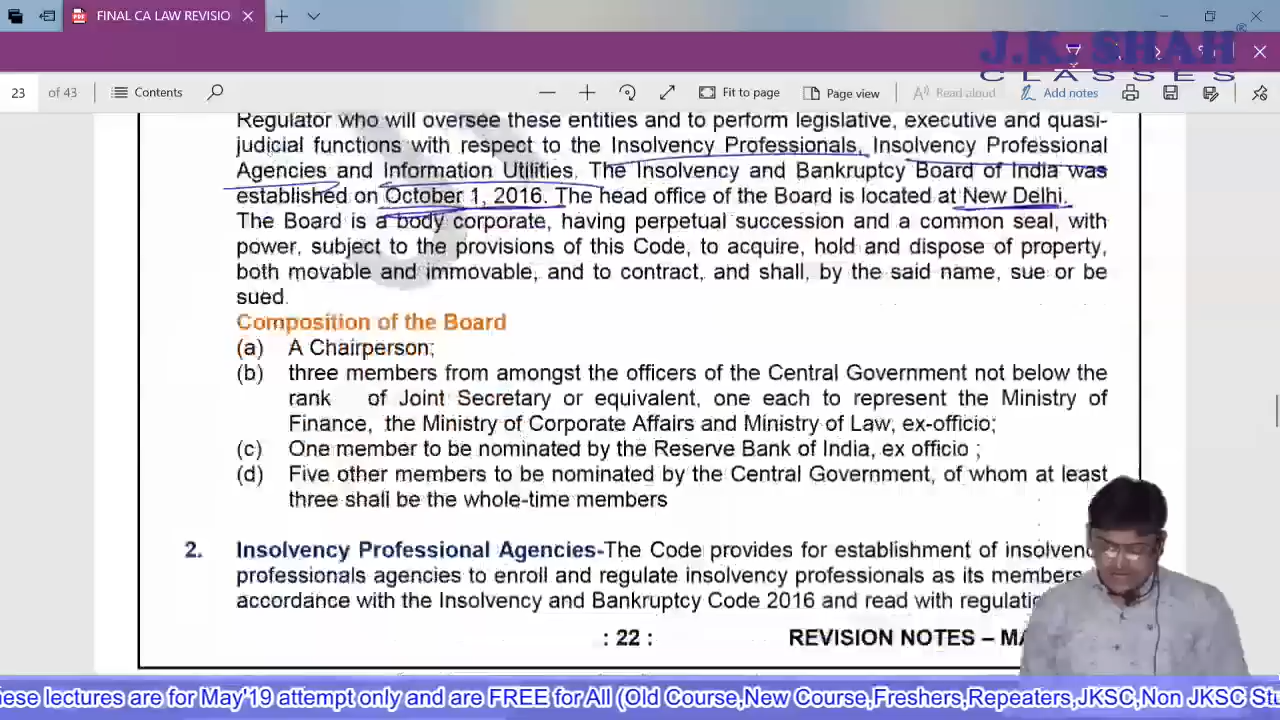 FINAL CA LAW REVISIO
J.K. SHAH
CLASSES
23 of 43 Contents Fit to page Page view Read aloud Add notes
Regulator who will oversee these entities and to perform legislative, executive and quasi-
judicial functions with respect to the Insolvency Professionals, Insolvency Professional
Agencies and Information Utilities. The Insolvency and Bankruptcy Board of India was
established on October 1, 2016. The head office of the Board is located at New Delhi.
The Board is a body corporate, having perpetual succession and a common seal, with
power, subject to the provisions of this Code, to acquire, hold and dispose of property,
both movable and immovable, and to contract, and shall, by the said name, sue or be
sued.
Composition of the Board
(a) A Chairperson;
(b) three members from amongst the officers of the Central Government not below the
rank of Joint Secretary or equivalent, one each to represent the Ministry of
Finance, the Ministry of Corporate Affairs and Ministry of Law, ex-officio;
(c) One member to be nominated by the Reserve Bank of India, ex officio ;
(d) Five other members to be nominated by the Central Government, of whom at least
three shall be the whole-time members
2. Insolvency Professional Agencies-The Code provides for establishment of insolvenc
professionals agencies to enroll and regulate insolvency professionals as its members
accordance with the Insolvency and Bankruptcy Code 2016 and read with regulati
: 22 : REVISION NOTES – MA
ese lectures are for May'19 attempt only and are FREE for All (Old Course,New Course,Freshers,Repeaters,JKSC,Non JKSC Stu